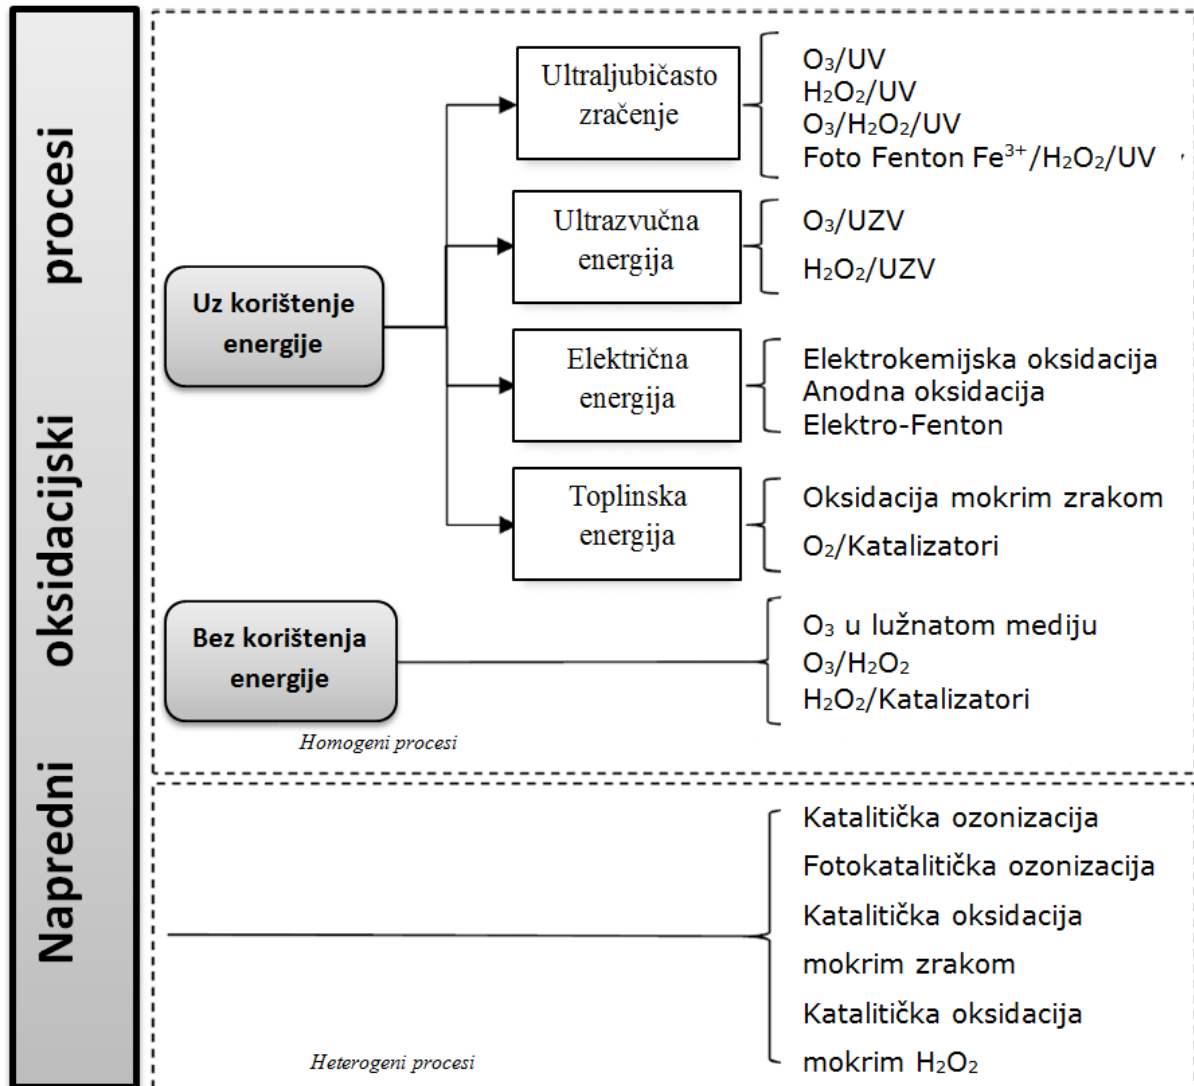 Napredni oksidacijski procesi
Uz korištenje
energije
Ultraljubičasto
zračenje
O₃/UV
H₂O₂/UV
O₃/H₂O₂/UV
Foto Fenton Fe³⁺/H₂O₂/UV
Ultrazvučna
energija
O₃/UZV
H₂O₂/UZV
Elektrićna
energija
Elektrokemijska oksidacija
Anodna oksidacija
Elektro-Fenton
Toplinska
energija
Oksidacija mokrim zrakom
O₂/Katalizatori
Bez korištenja
energije
O₃ u lužnatom mediju
O₃/H₂O₂
H₂O₂/Katalizatori
Homogeni procesi
Katalitička ozonizacija
Fotokatalitička ozonizacija
Katalitička oksidacija
mokrim zrakom
Katalitička oksidacija
mokrim H₂O₂
Heterogeni procesi